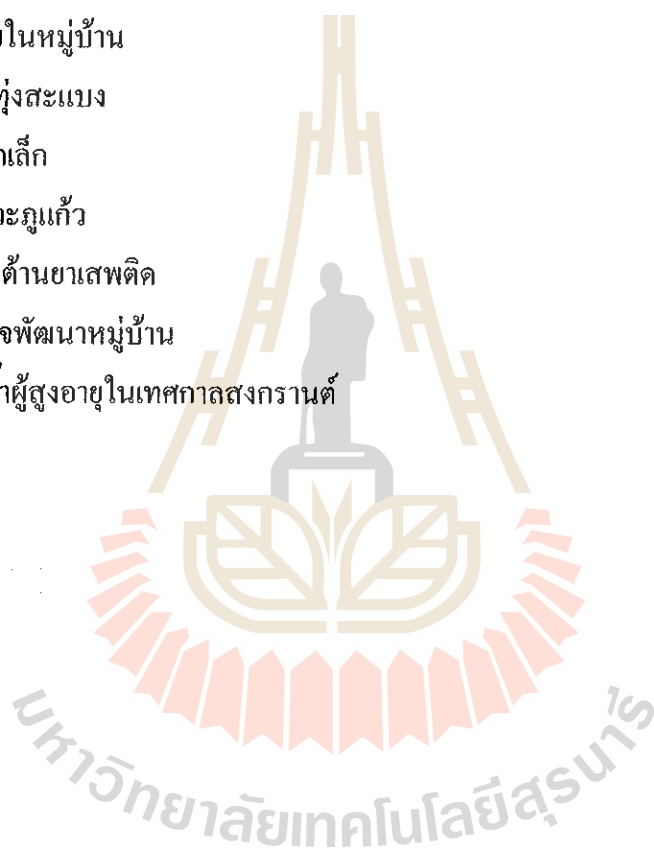 ในหมู่บ้าน
ทุ่งสะแบง
เล็ก
ะภูแก้ว
ต้านยาเสพติด
พัฒนาหมู่บ้าน
ผู้สูงอายุในเทศกาลสงกรานต์
มหาวิทยาลัยเทคโนโลยีสุรนารี